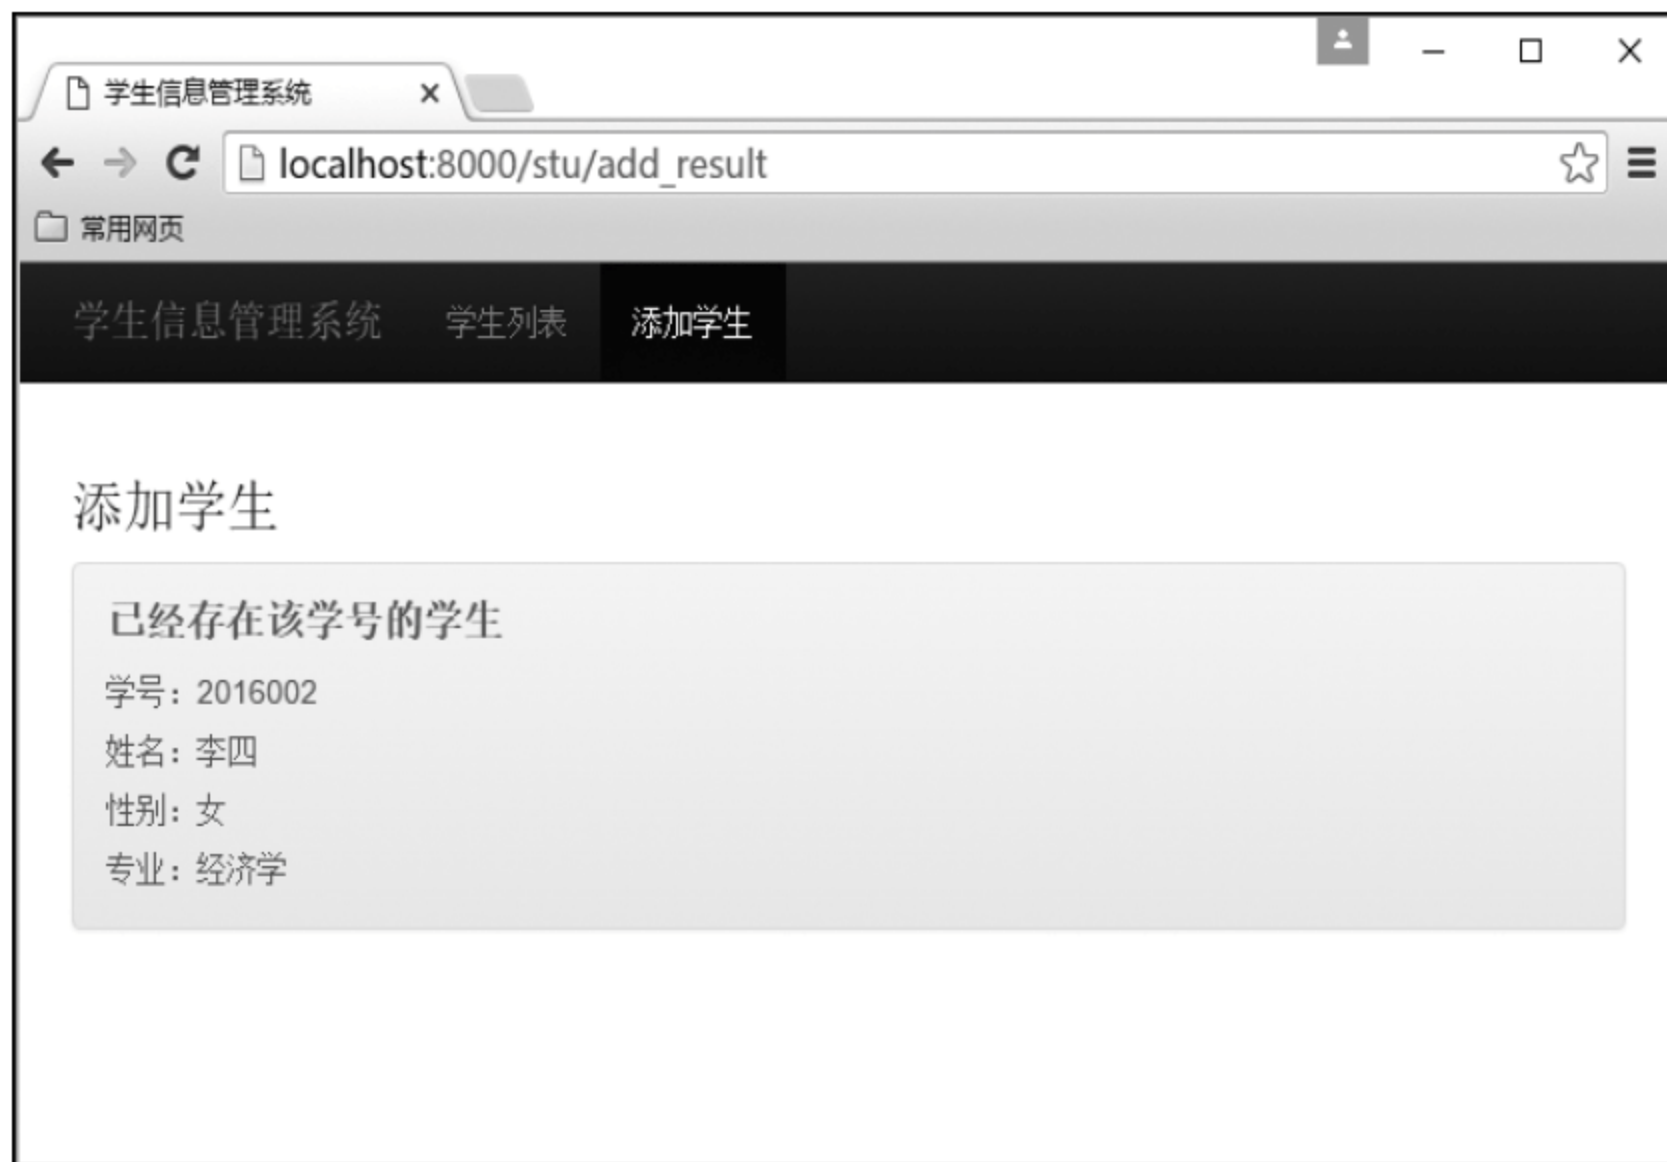 学生信息管理系统
localhost:8000/stu/add_result
常用网页
学生信息管理系统 学生列表 添加学生
添加学生
已经存在该学号的学生
学号：2016002
姓名：李四
性别：女
专业：经济学